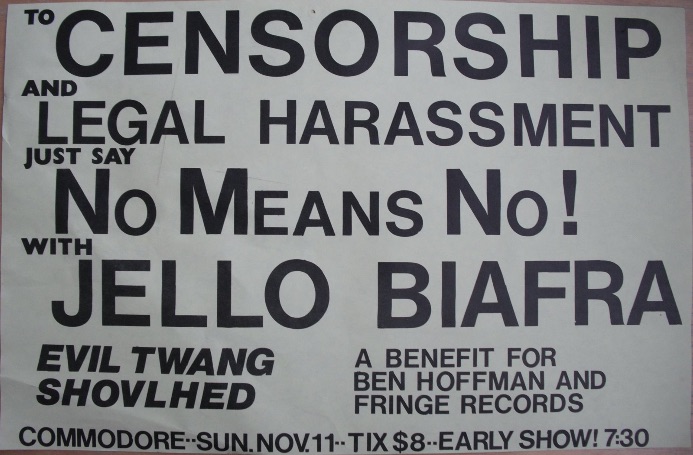 TO CENSORSHIP
AND
LEGAL HARASSMENT
JUST SAY
NO MEANS NO!
WITH
JELLO BIAFRA
EVIL TWANG
SHOVLHED
A BENEFIT FOR
BEN HOFFMAN AND
FRINGE RECORDS
COMMODORE--SUN.NOV.11--TIX $8--EARLY SHOW! 7:30